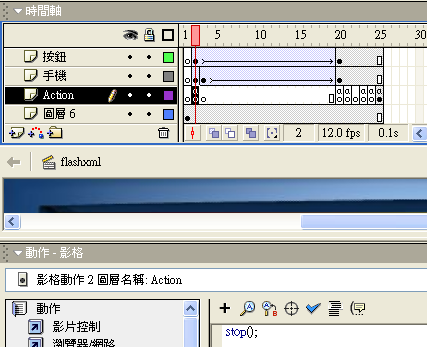 時間軸
1 5 10 15 20 25 30
按鈕
手機
Action
a a a a a a
圖層 6
2 12.0 fps 0.1s
flashxml
動作 - 影格
影格動作 2 圖層名稱: Action
動作
影片控制
瀏覽器/網路
stop();